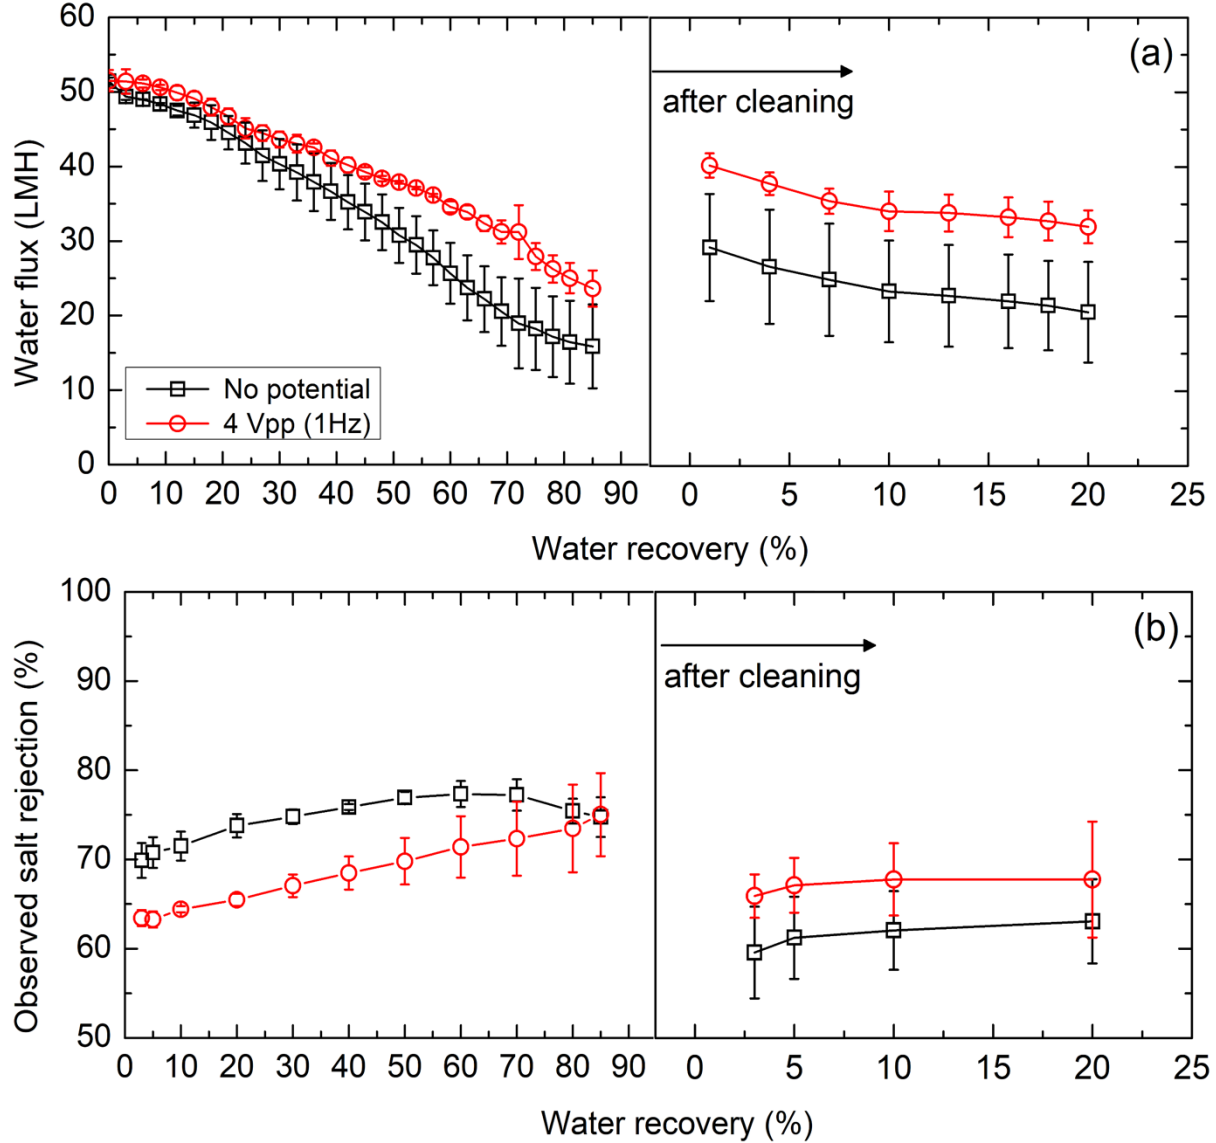 (a)
Water flux (LMH)
60
50
40
30
20
10
0
after cleaning
No potential
4 Vpp (1Hz)
0 10 20 30 40 50 60 70 80 90
0 5 10 15 20 25
Water recovery (%)
(b)
Observed salt rejection (%)
100
90
80
70
60
50
after cleaning
0 10 20 30 40 50 60 70 80 90
0 5 10 15 20 25
Water recovery (%)